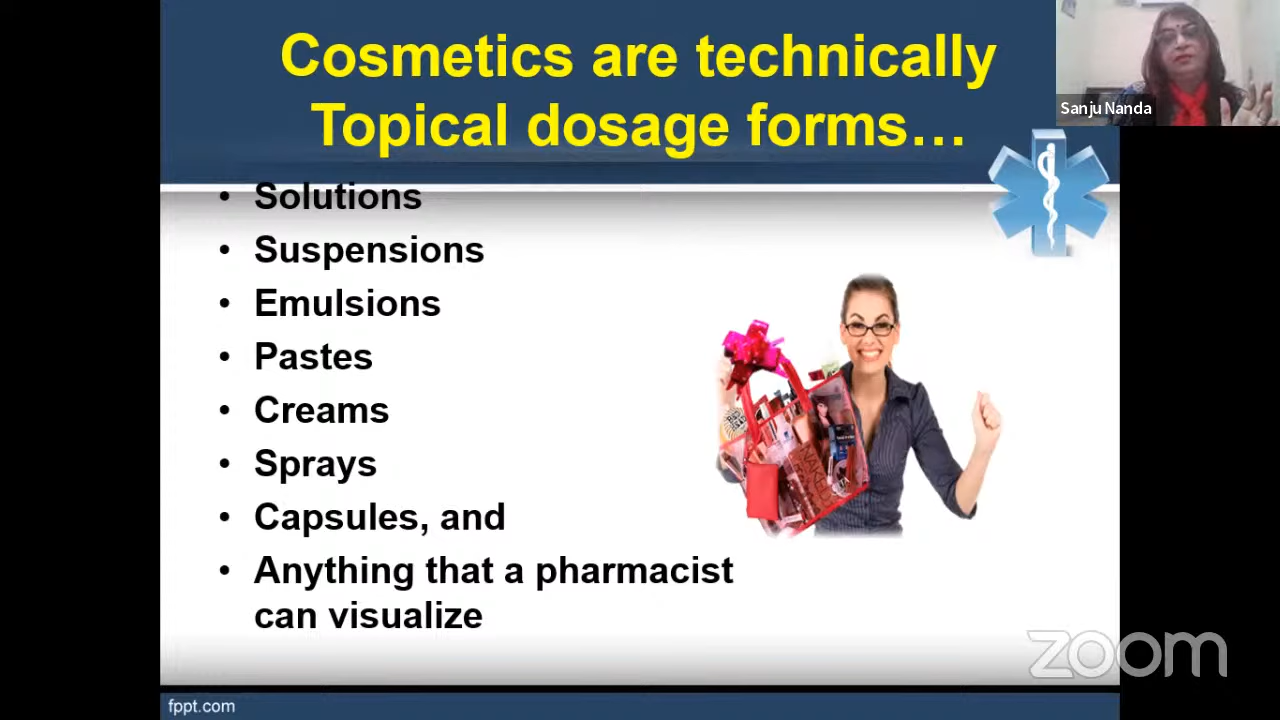 Cosmetics are technically
Topical dosage forms…
Sanju Nanda
• Solutions
• Suspensions
• Emulsions
• Pastes
• Creams
• Sprays
• Capsules, and
• Anything that a pharmacist
can visualize
NAKED
zoom
fppt.com